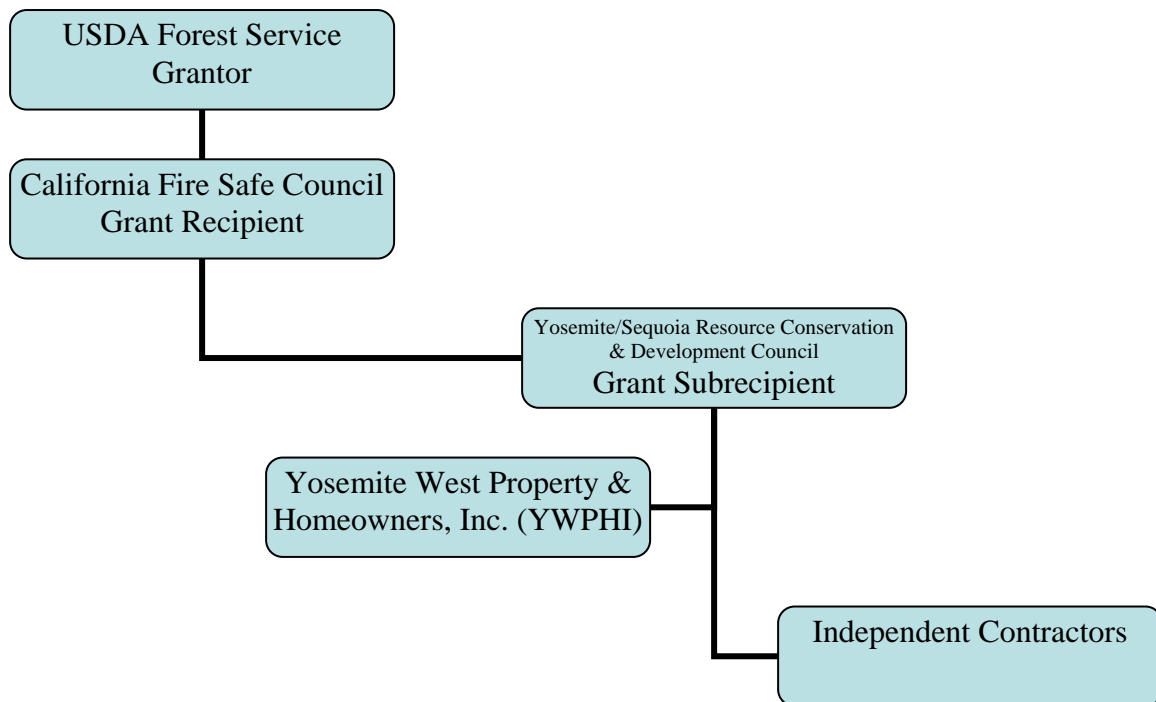 USDA Forest Service
Grantor
California Fire Safe Council
Grant Recipient
Yosemite/Sequoia Resource Conservation
& Development Council
Grant Subrecipient
Yosemite West Property &
Homeowners, Inc. (YWPHI)
Independent Contractors